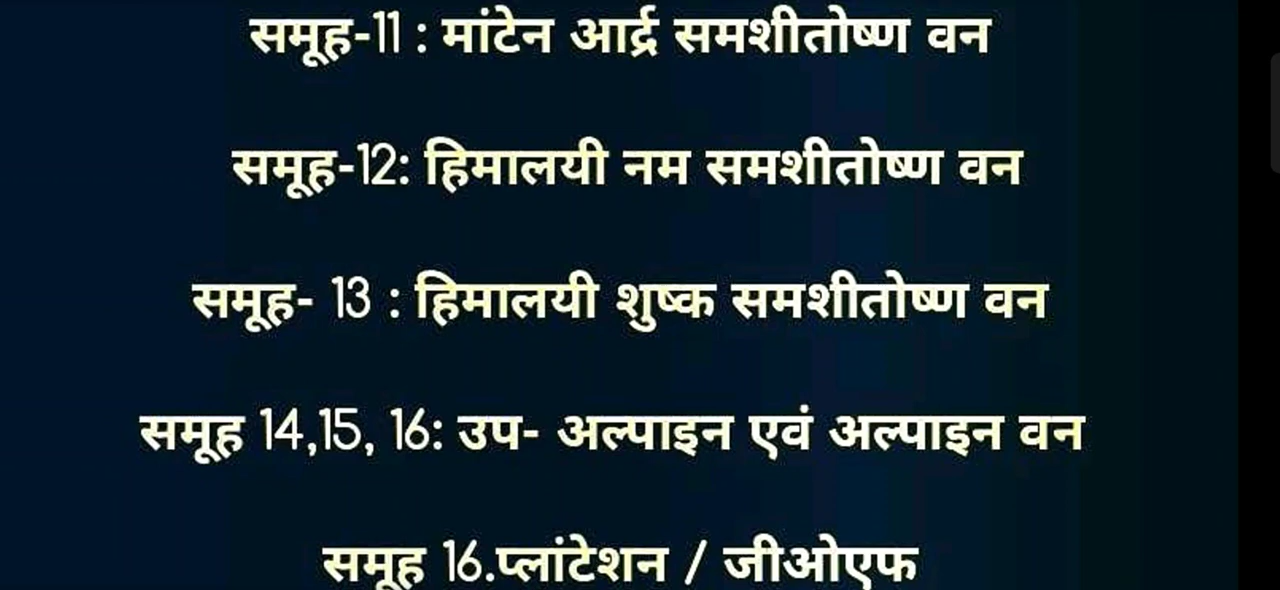 समूह-11 : मांटेन आर्द्र समशीतोष्ण वन
समूह-12: हिमालयी नम समशीतोष्ण वन
समूह- 13 : हिमालयी शुष्क समशीतोष्ण वन
समूह 14,15, 16: उप- अल्पाइन एवं अल्पाइन वन
समूह 16.प्लांटेशन / जीओएफ